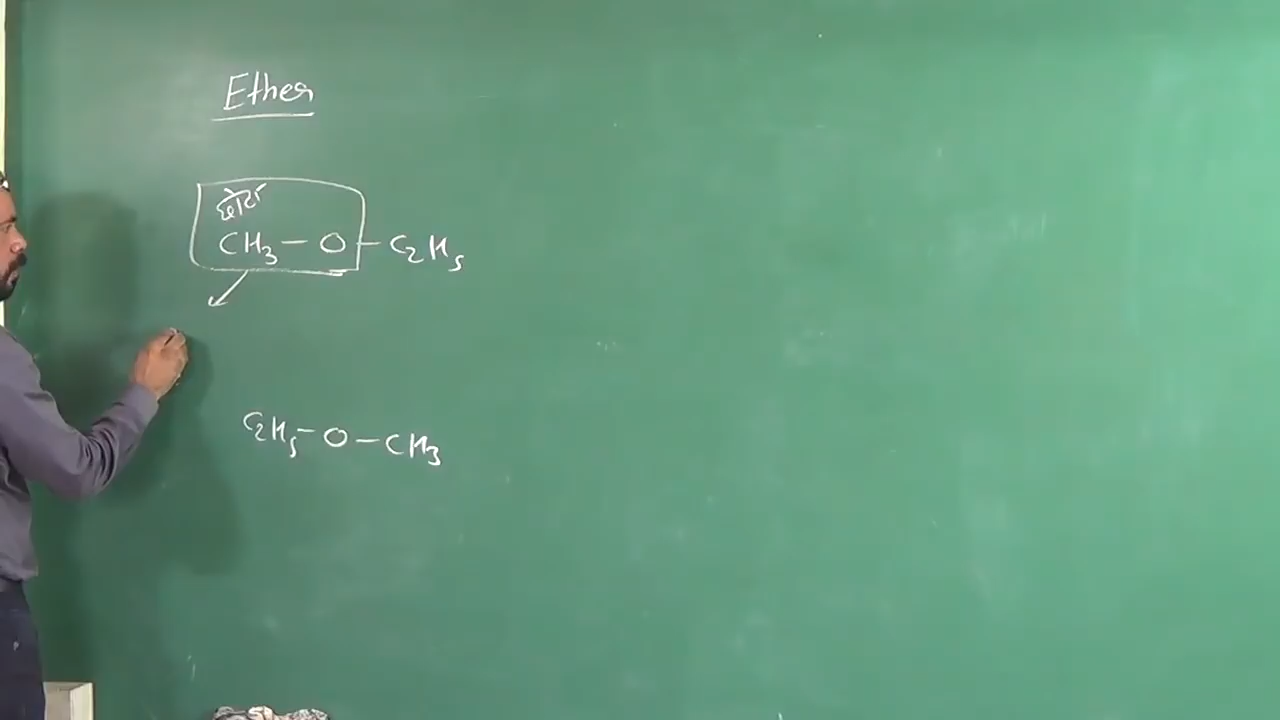 Ether
छोटा
CH₃ — O — C₂H₅
C₂H₅ — O — CH₃